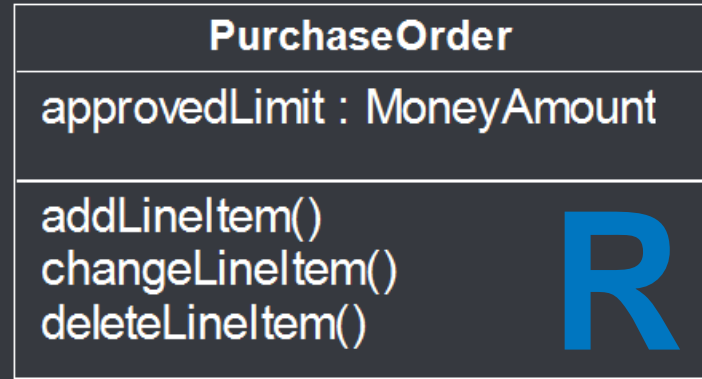 PurchaseOrder
approvedLimit : MoneyAmount
addLineItem()
changeLineItem()
deleteLineItem()
R